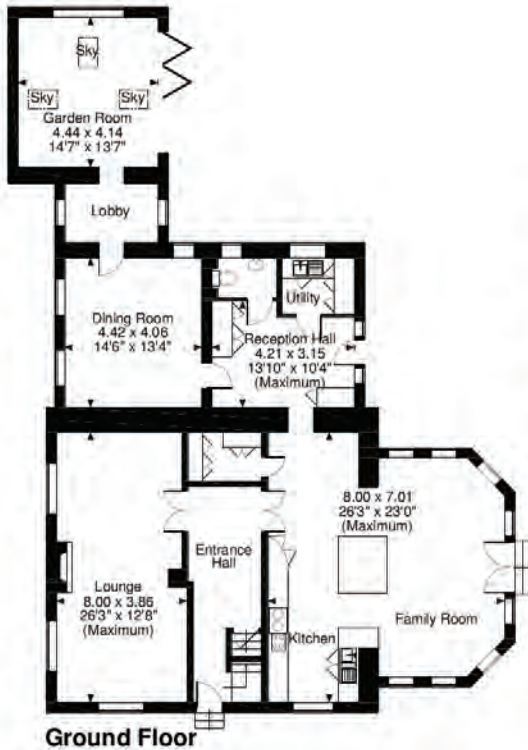 Sky
Sky
Sky
Garden Room
4.44 x 4.14
14'7" x 13'7"
Lobby
Dining Room
4.42 x 4.06
14'6" x 13'4"
Utility
Reception Hall
4.21 x 3.15
13'10" x 10'4"
(Maximum)
8.00 x 7.01
26'3" x 23'0"
(Maximum)
Entrance
Hall
Lounge
8.00 x 3.86
26'3" x 12'8"
(Maximum)
Kitchen
Family Room
Ground Floor